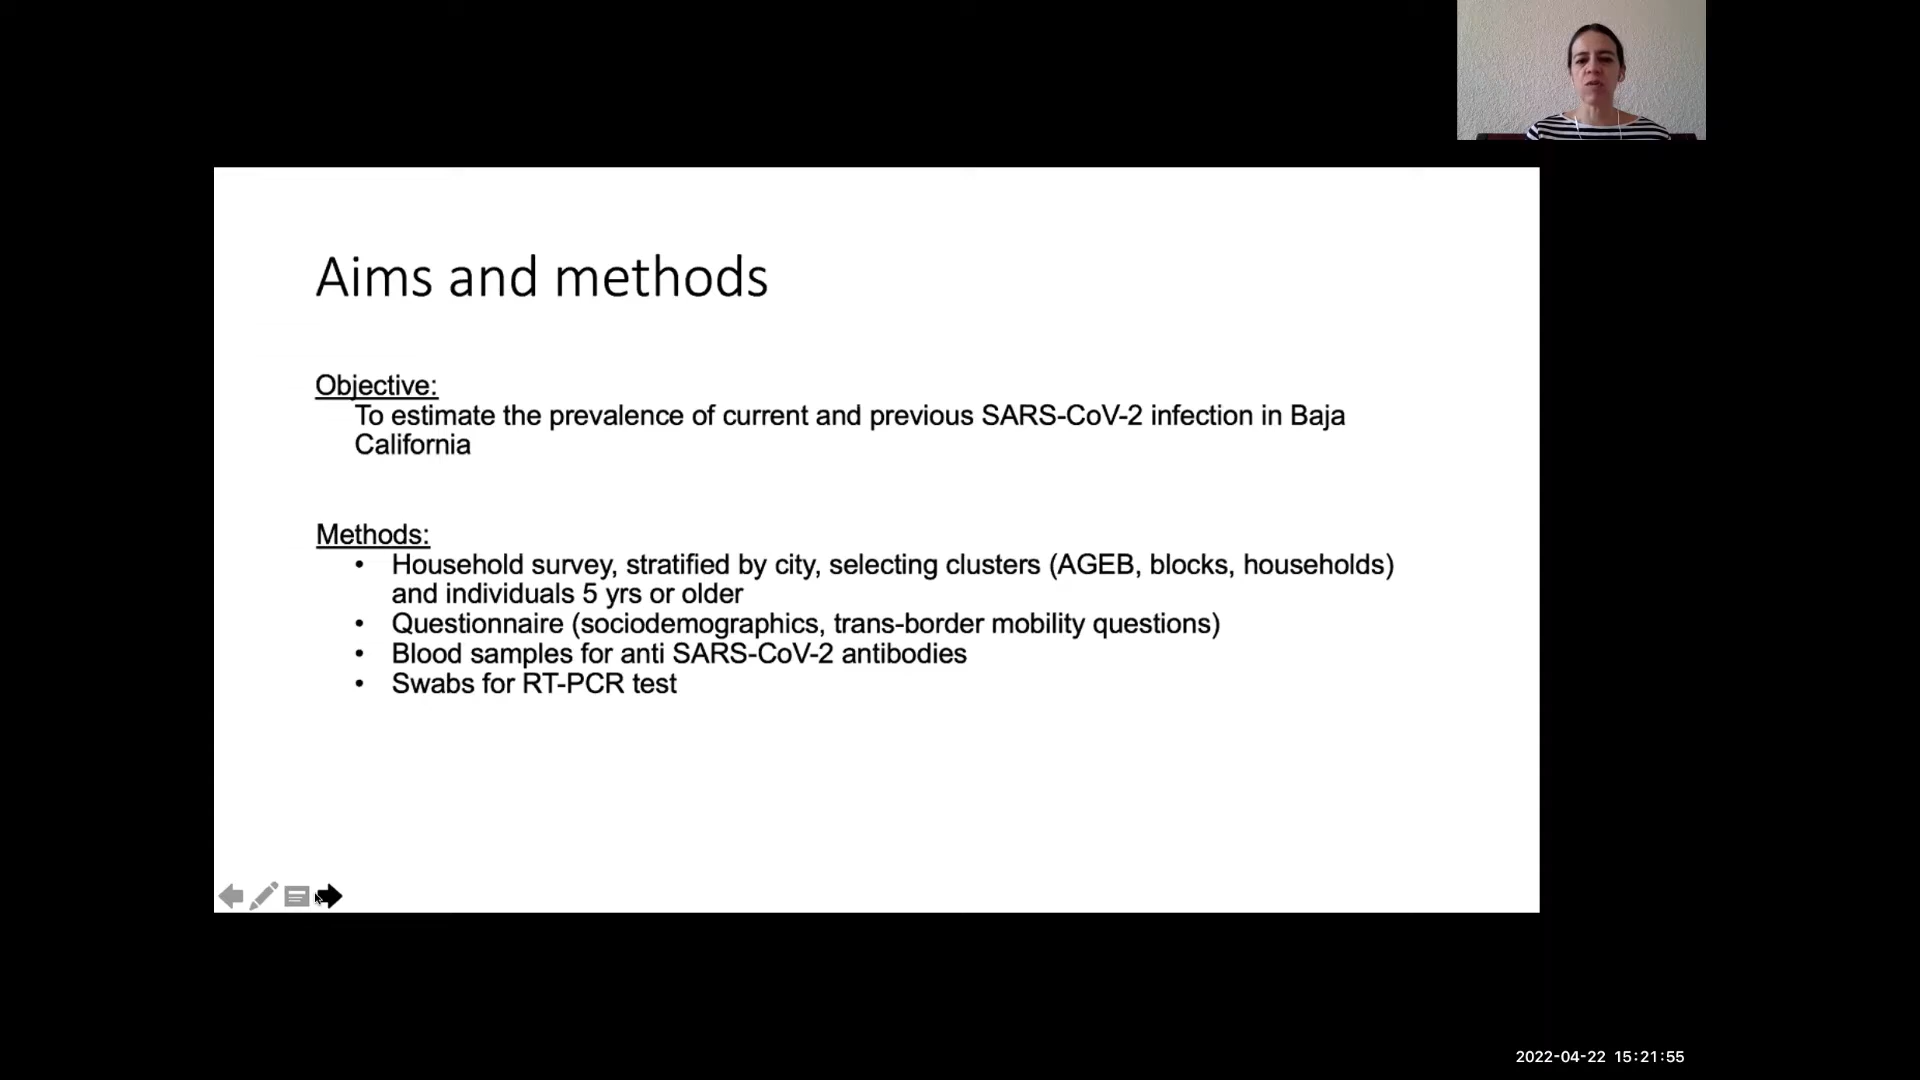 Aims and methods
Objective:
To estimate the prevalence of current and previous SARS-CoV-2 infection in Baja
California
Methods:
• Household survey, stratified by city, selecting clusters (AGEB, blocks, households)
and individuals 5 yrs or older
• Questionnaire (sociodemographics, trans-border mobility questions)
• Blood samples for anti SARS-CoV-2 antibodies
• Swabs for RT-PCR test
2022-04-22 15:21:55